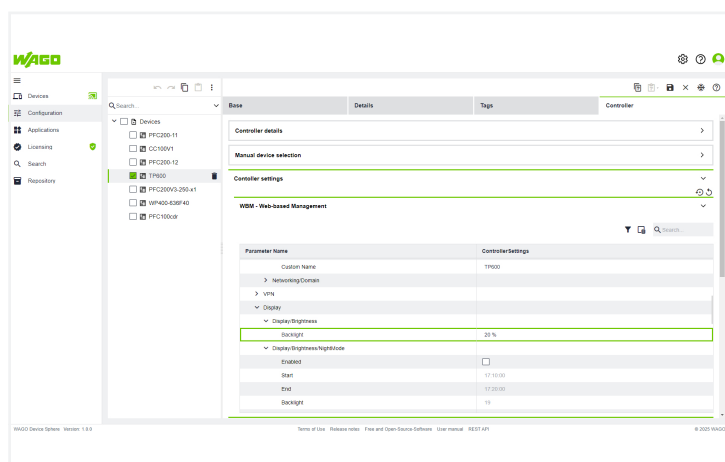 WAGO
Devices
Configuration
Applications
Licensing
Search
Repository
Search...
Devices
PFC200-11
CC100V1
PFC200-12
TP600
PFC200V3-250-x1
WP400-636F40
PFC100cdr
Base Details Tags Controller
Controller details
Manual device selection
Contoller settings
WBM - Web-based Management
Search...
Parameter Name ControllerSettings
Custom Name TP600
Networking/Domain
VPN
Display
Display/Brightness
Backlight 20 %
Display/Brightness/NightMode
Enabled
Start 17:10:00
End 17:20:00
Backlight 10
WAGO Device Sphere Version 1.9.0 Terms of Use Release notes Free and Open-Source-Software User manual REST API © 2025 WAGO